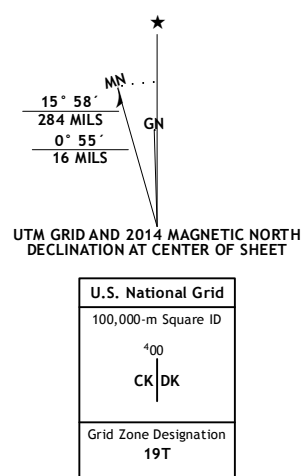 ★
MN
GN
15° 58´
284 MILS
0° 55´
16 MILS
UTM GRID AND 2014 MAGNETIC NORTH
DECLINATION AT CENTER OF SHEET
U.S. National Grid
100,000-m Square ID
⁴00
CK DK
Grid Zone Designation
19T